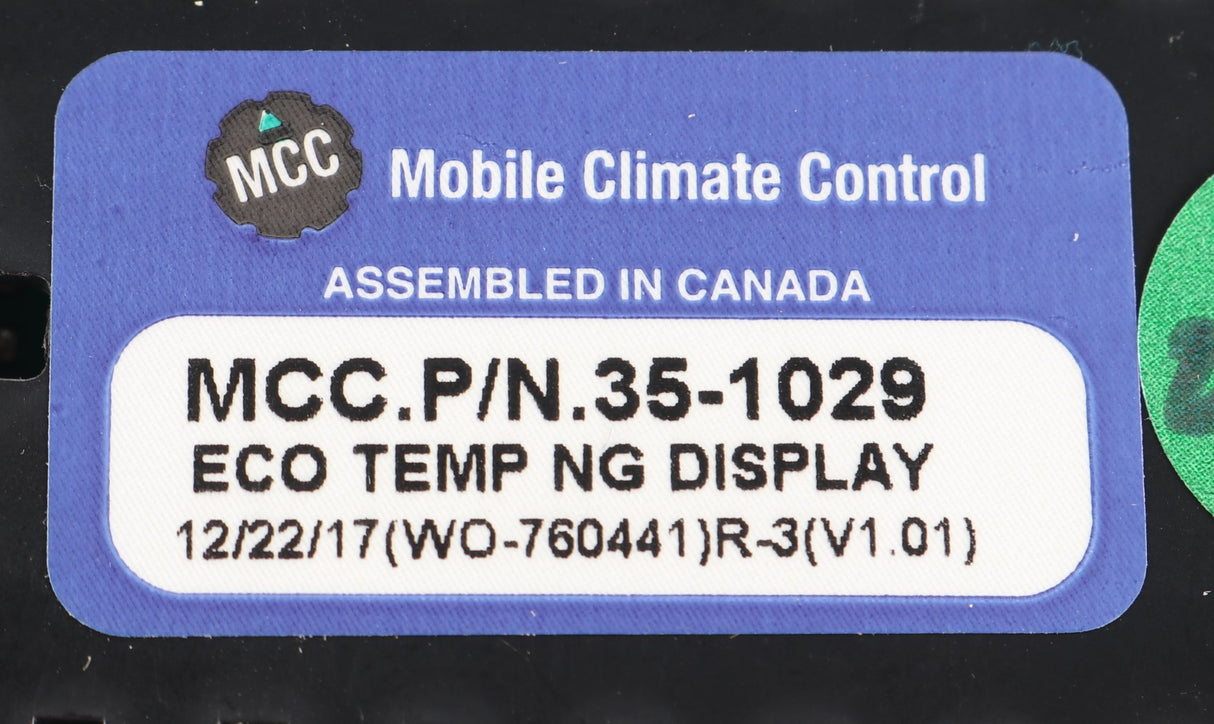 MCC
Mobile Climate Control
ASSEMBLED IN CANADA
MCC.P/N.35-1029
ECO TEMP NG DISPLAY
12/22/17(WO-760441)R-3(V1.01)